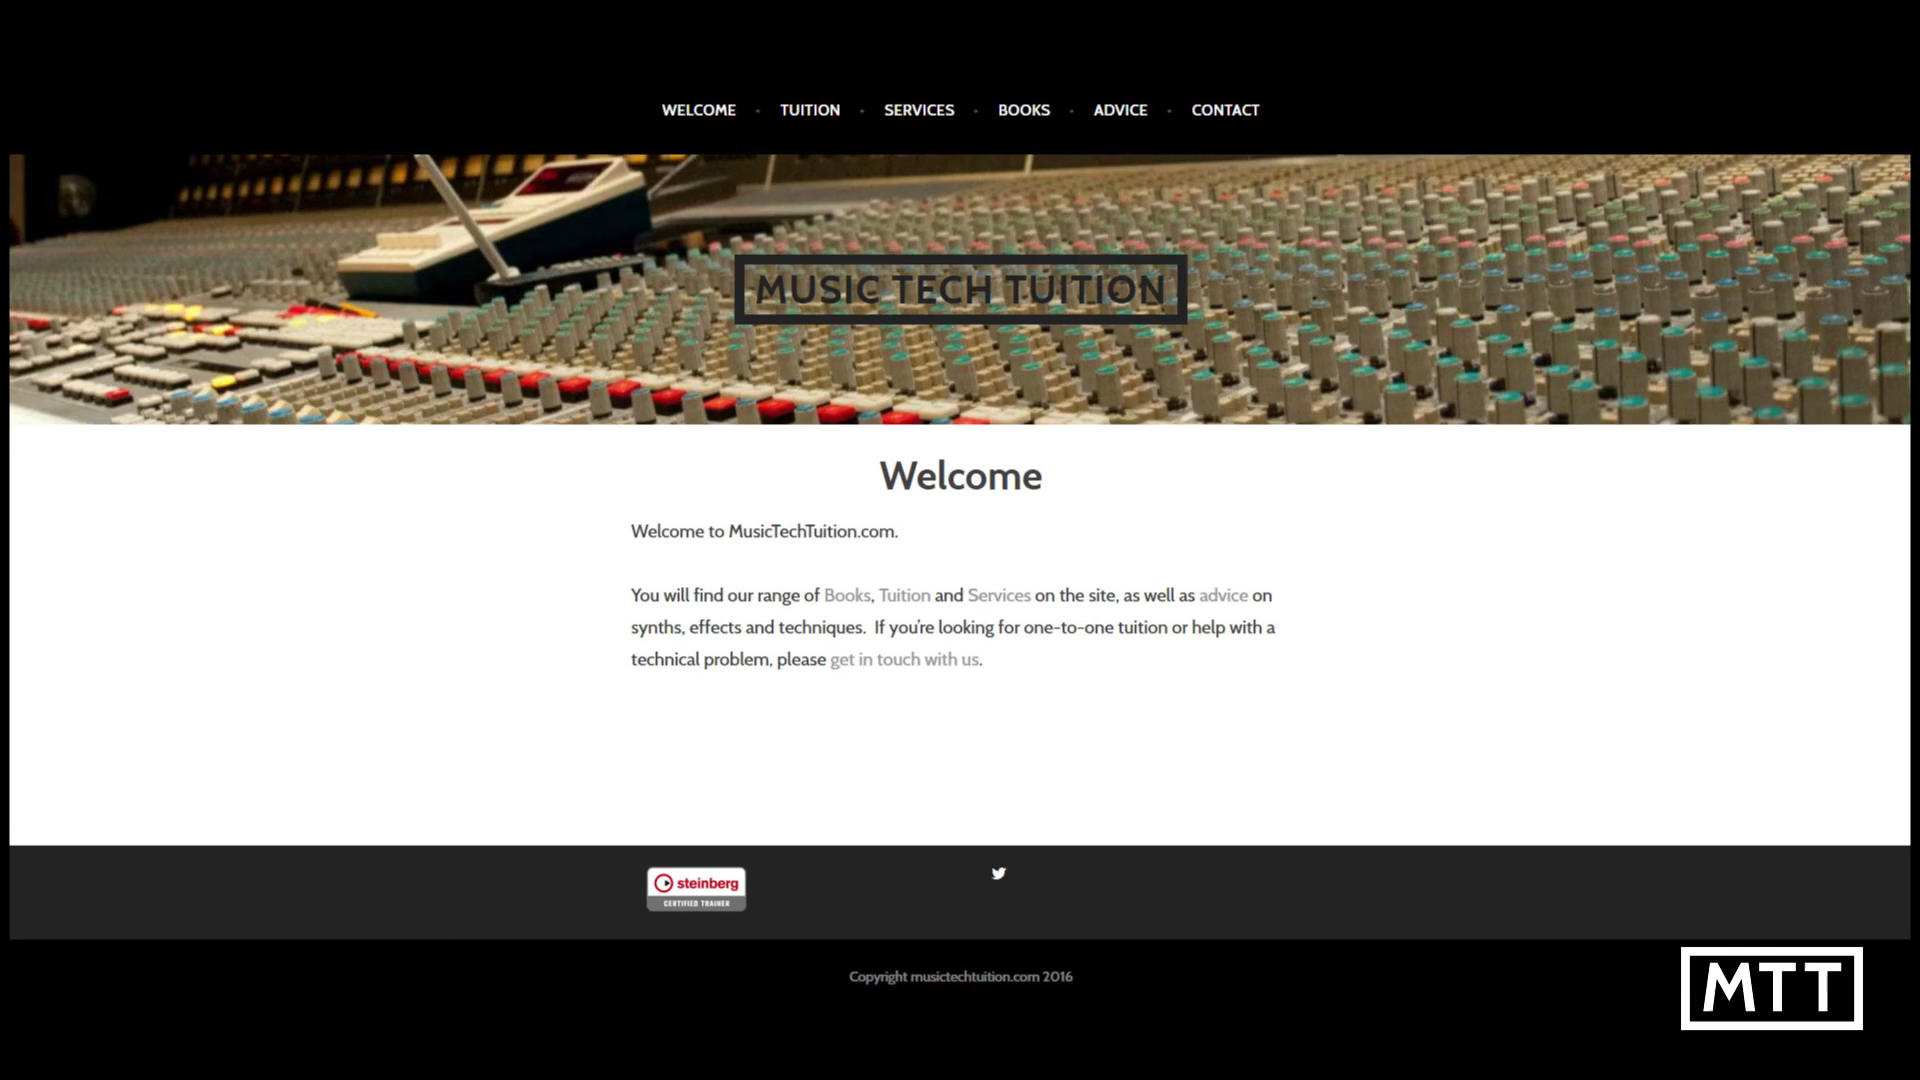 WELCOME • TUITION • SERVICES • BOOKS • ADVICE • CONTACT
MUSIC TECH TUITION
Welcome
Welcome to MusicTechTuition.com.
You will find our range of Books, Tuition and Services on the site, as well as advice on
synths, effects and techniques.  If you're looking for one-to-one tuition or help with a
technical problem, please get in touch with us.
steinberg
CERTIFIED TRAINER
Copyright musictechtuition.com 2016
MTT